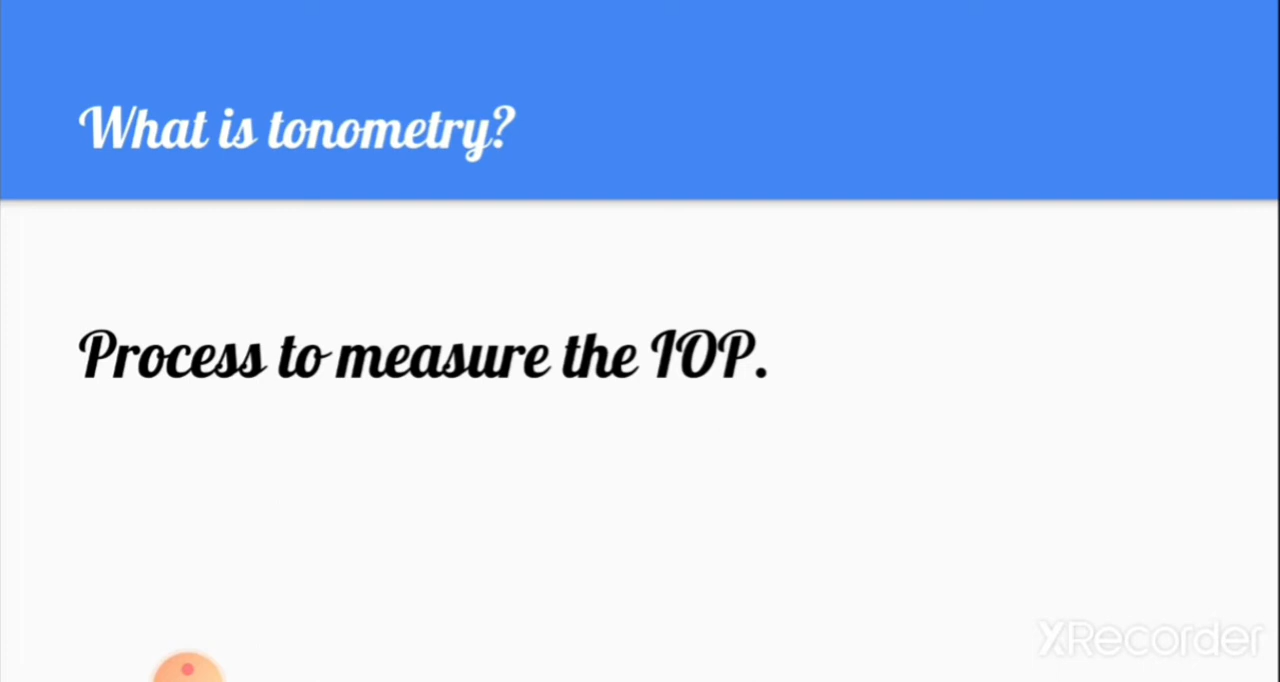 What is tonometry?
Process to measure the IOP.
XRecorder